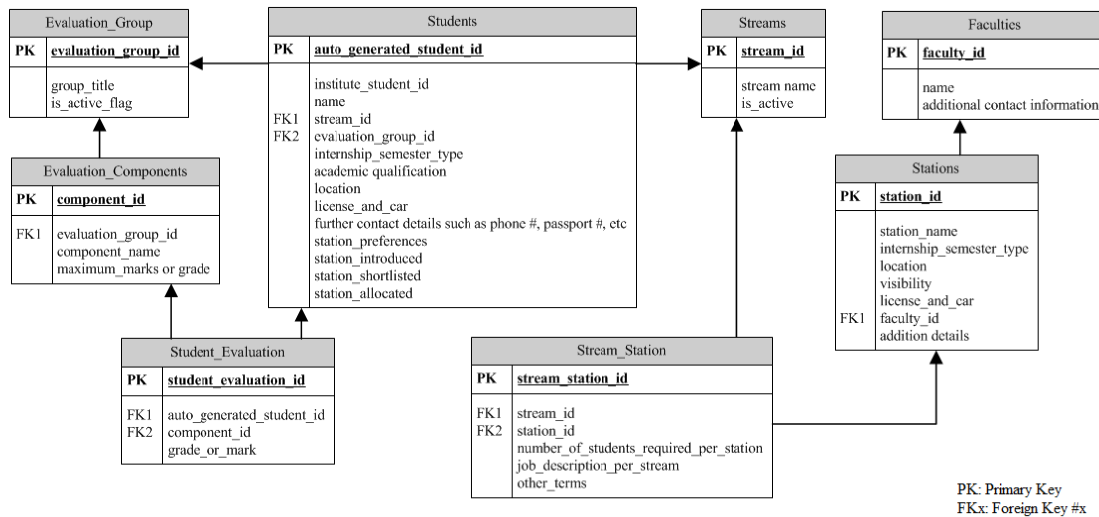 Evaluation_Group
PK evaluation_group_id
group_title
is_active_flag
Students
PK auto_generated_student_id
institute_student_id
name
FK1 stream_id
FK2 evaluation_group_id
internship_semester_type
academic qualification
location
license_and_car
further contact details such as phone #, passport #, etc
station_preferences
station_introduced
station_shortlisted
station_allocated
Streams
PK stream_id
stream name
is_active
Faculties
PK faculty_id
name
additional contact information
Evaluation_Components
PK component_id
FK1 evaluation_group_id
component_name
maximum_marks or grade
Stations
PK station_id
station_name
internship_semester_type
location
visibility
license_and_car
FK1 faculty_id
addition details
Student_Evaluation
PK student_evaluation_id
FK1 auto_generated_student_id
FK2 component_id
grade_or_mark
Stream_Station
PK stream_station_id
FK1 stream_id
FK2 station_id
number_of_students_required_per_station
job_description_per_stream
other_terms
PK: Primary Key
FKx: Foreign Key #x